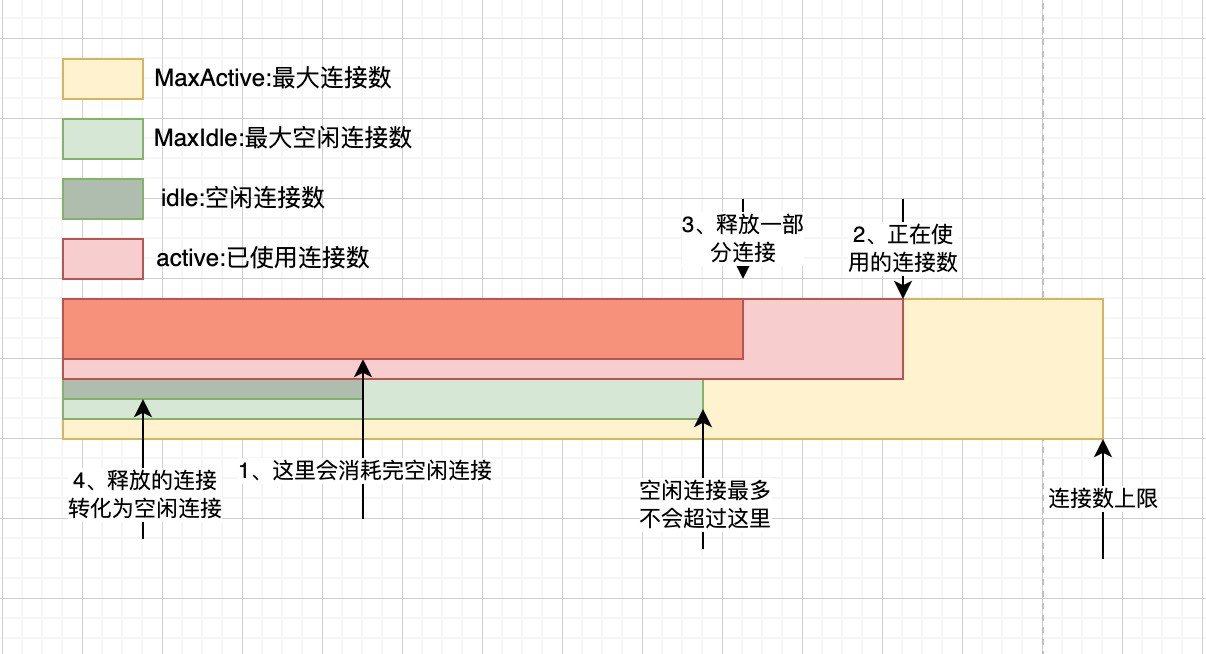 MaxActive:最大连接数
MaxIdle:最大空闲连接数
idle:空闲连接数
active:已使用连接数
3、释放一部
分连接
2、正在使
用的连接数
4、释放的连接
转化为空闲连接
1、这里会消耗完空闲连接
空闲连接最多
不会超过这里
连接数上限